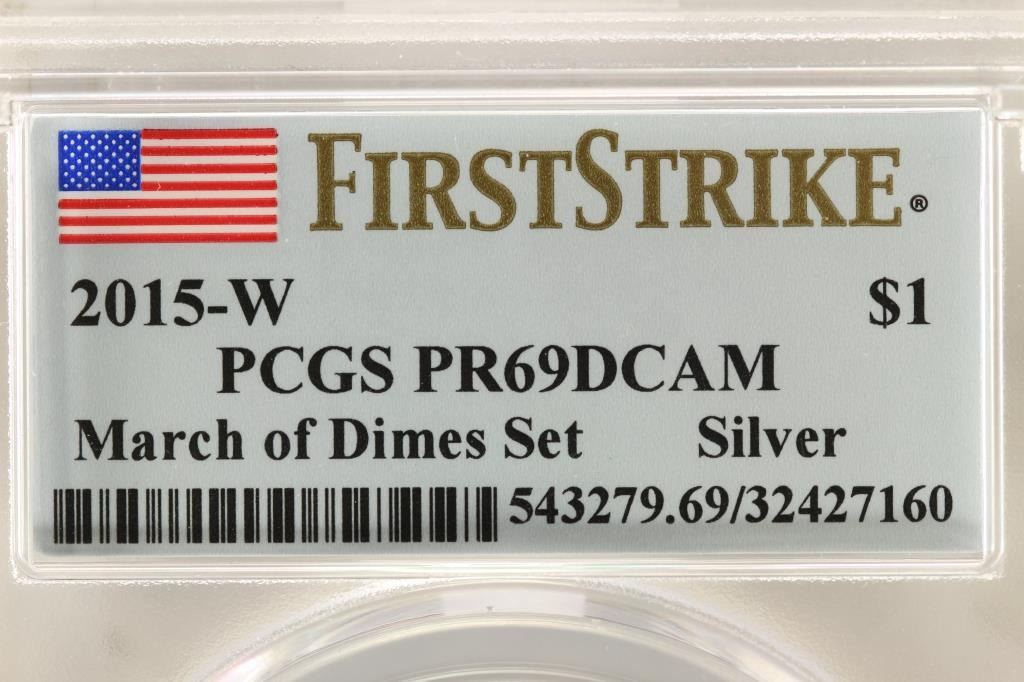 FIRSTSTRIKE®
2015-W $1
PCGS PR69DCAM
March of Dimes Set Silver
543279.69/32427160